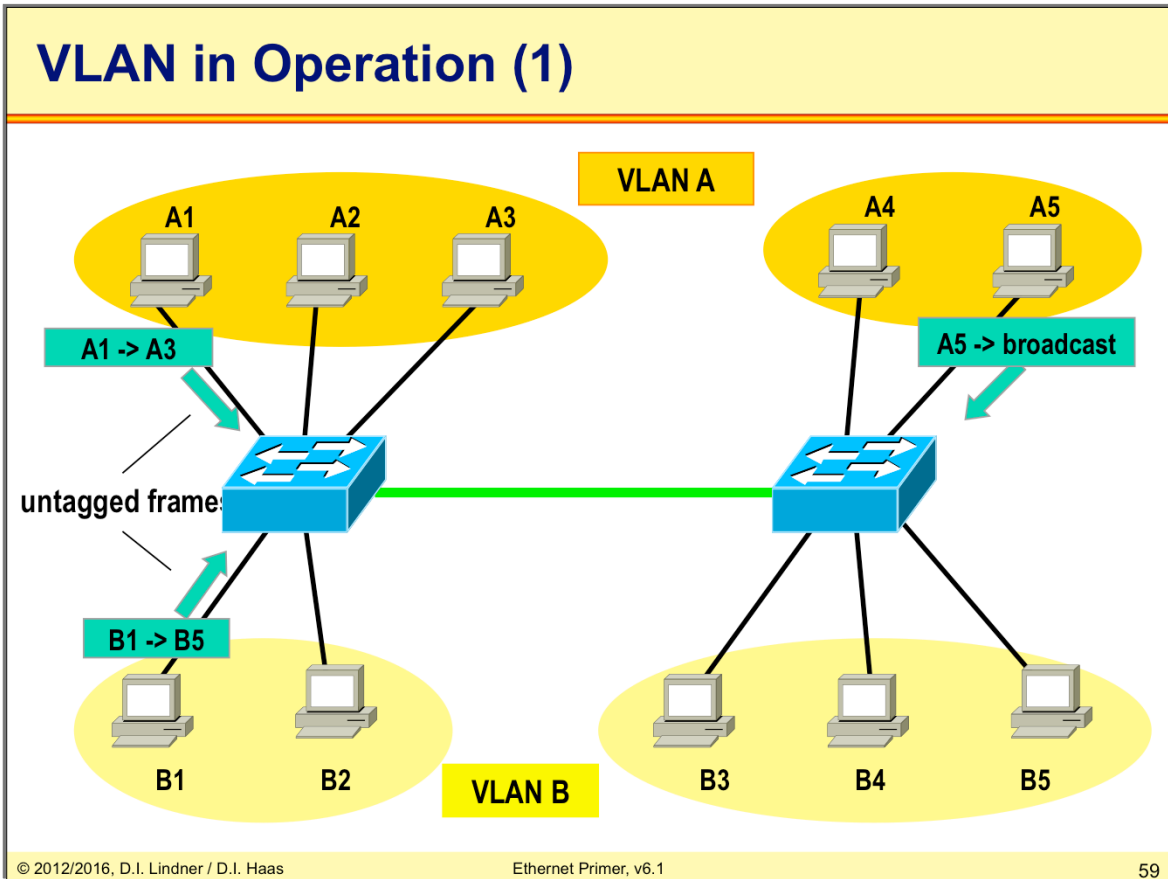 VLAN in Operation (1)
VLAN A
A1
A2
A3
A4
A5
A1 -> A3
A5 -> broadcast
untagged frames
B1 -> B5
B1
B2
B3
B4
B5
VLAN B
© 2012/2016, D.I. Lindner / D.I. Haas
Ethernet Primer, v6.1
59